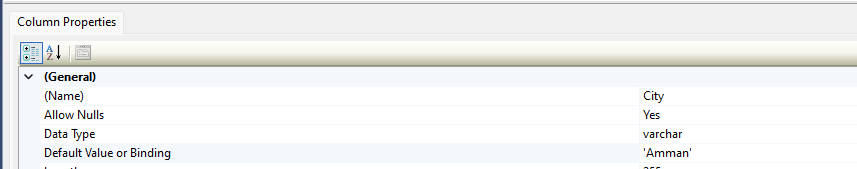 Column Properties
(General)
(Name) City
Allow Nulls Yes
Data Type varchar
Default Value or Binding 'Amman'